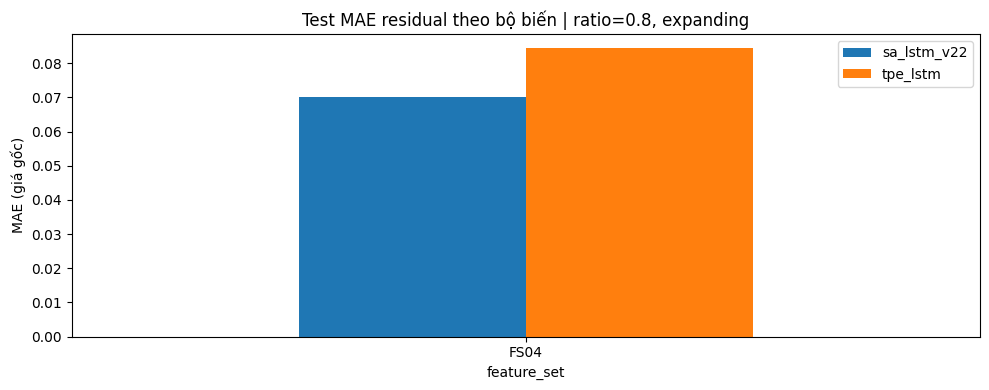 Test MAE residual theo bộ biến | ratio=0.8, expanding
sa_lstm_v22
tpe_lstm
MAE (giá gốc)
0.08
0.07
0.06
0.05
0.04
0.03
0.02
0.01
0.00
FS04
feature_set